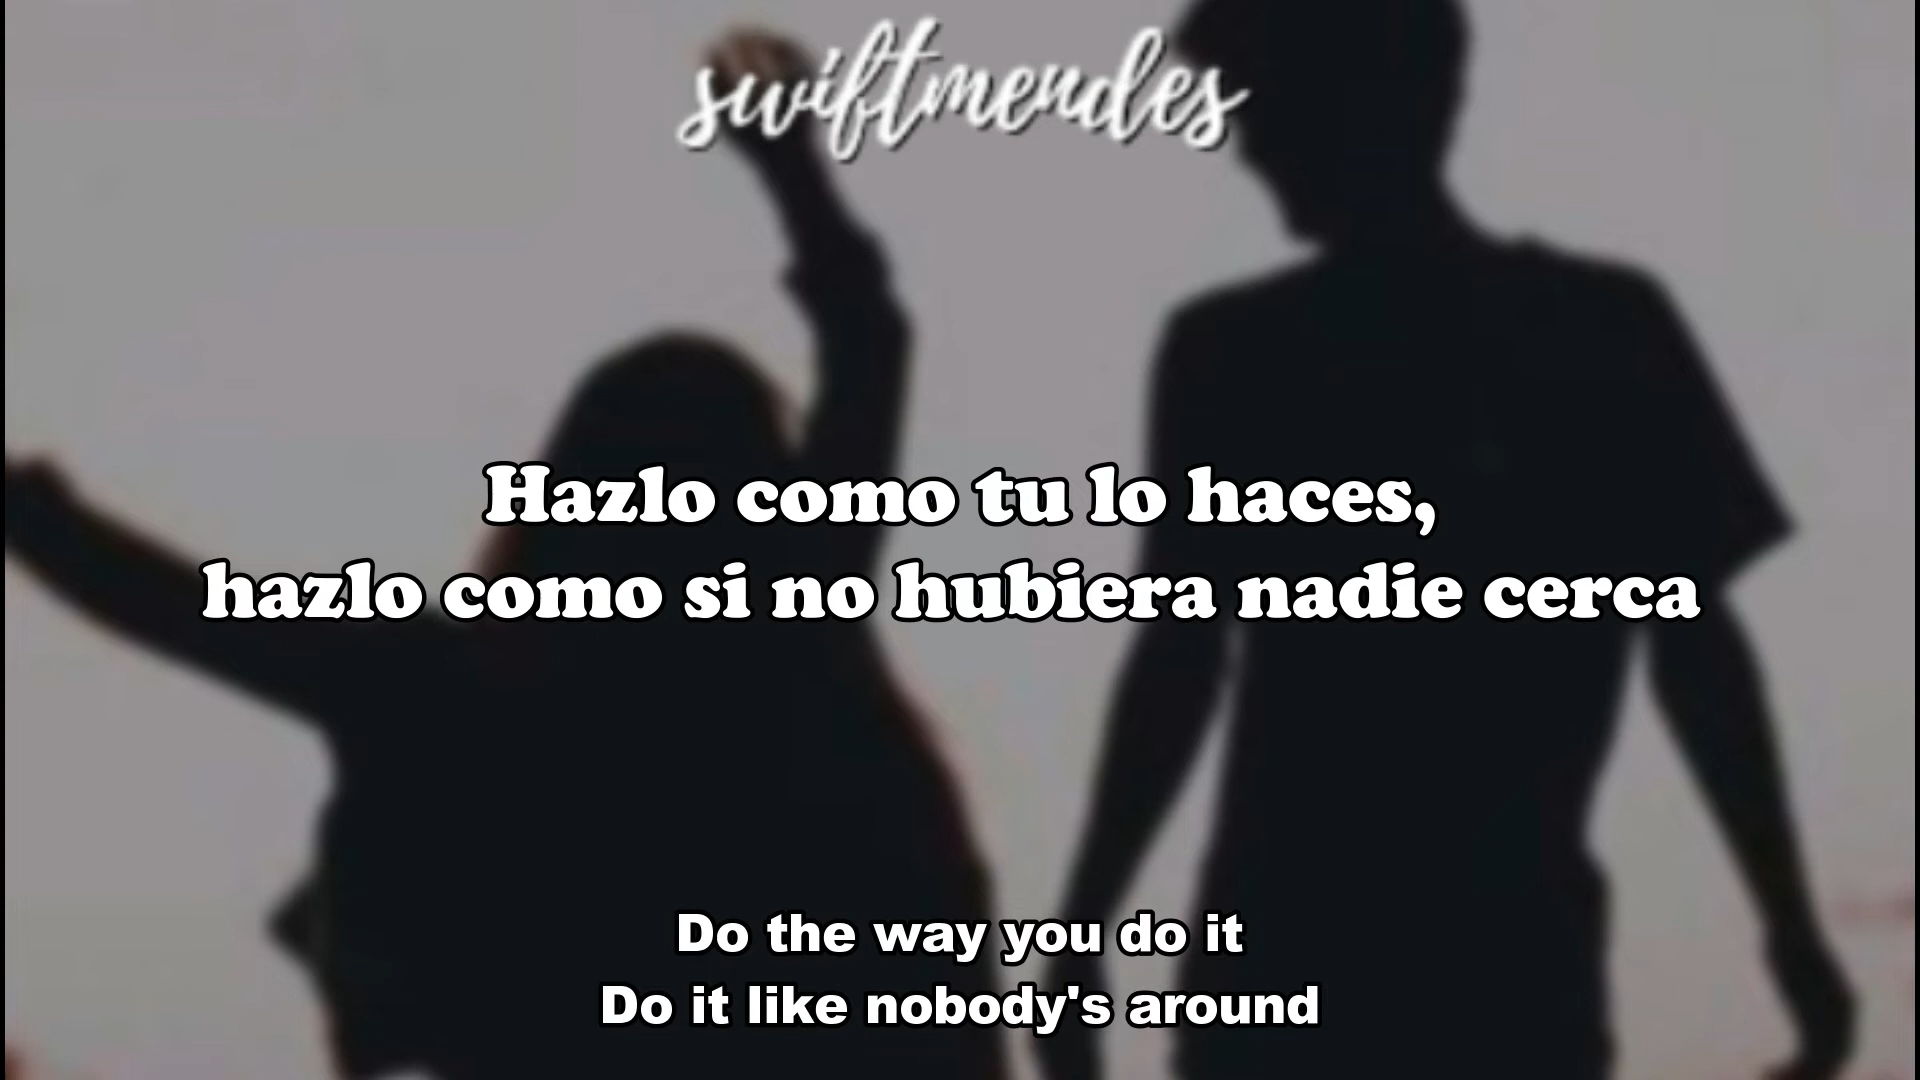 swiftmendes
Hazlo como tu lo haces,
hazlo como si no hubiera nadie cerca
Do the way you do it
Do it like nobody's around